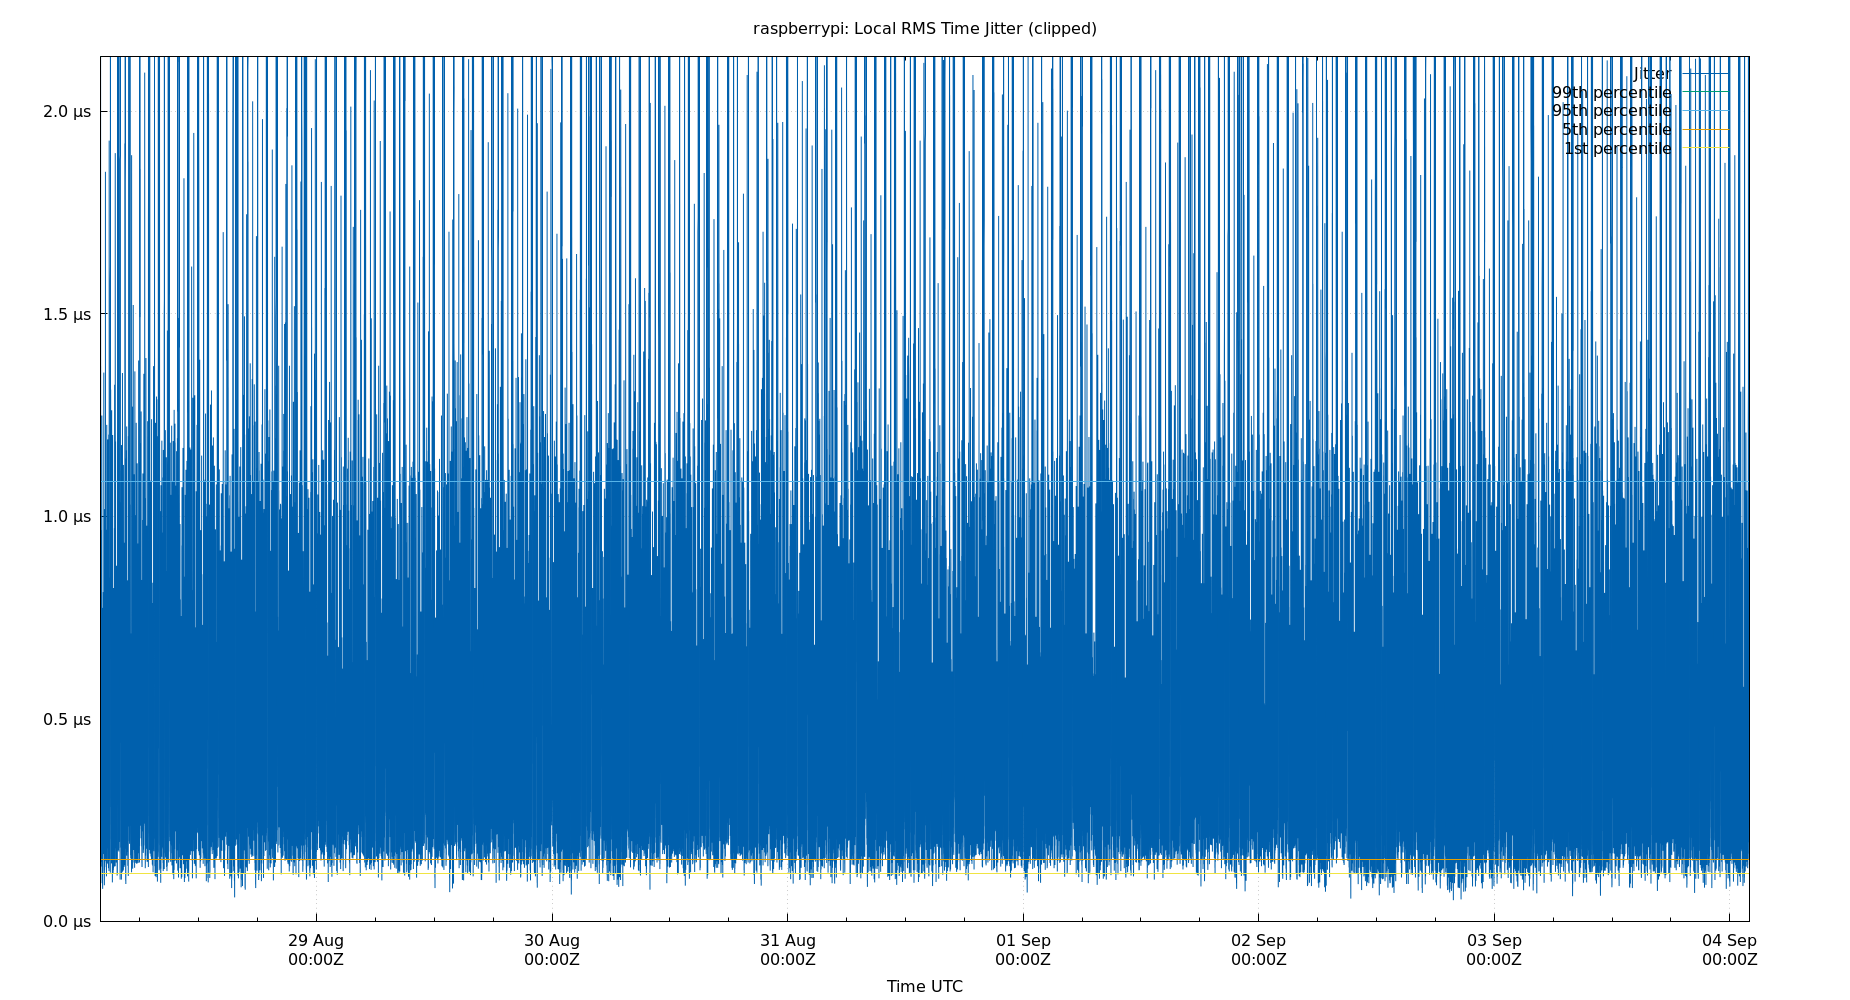 raspberrypi: Local RMS Time Jitter (clipped)
Jitter
99th percentile
95th percentile
5th percentile
1st percentile
2.0 µs
1.5 µs
1.0 µs
0.5 µs
0.0 µs
29 Aug 30 Aug 31 Aug 01 Sep 02 Sep 03 Sep 04 Sep
00:00Z 00:00Z 00:00Z 00:00Z 00:00Z 00:00Z 00:00Z
Time UTC